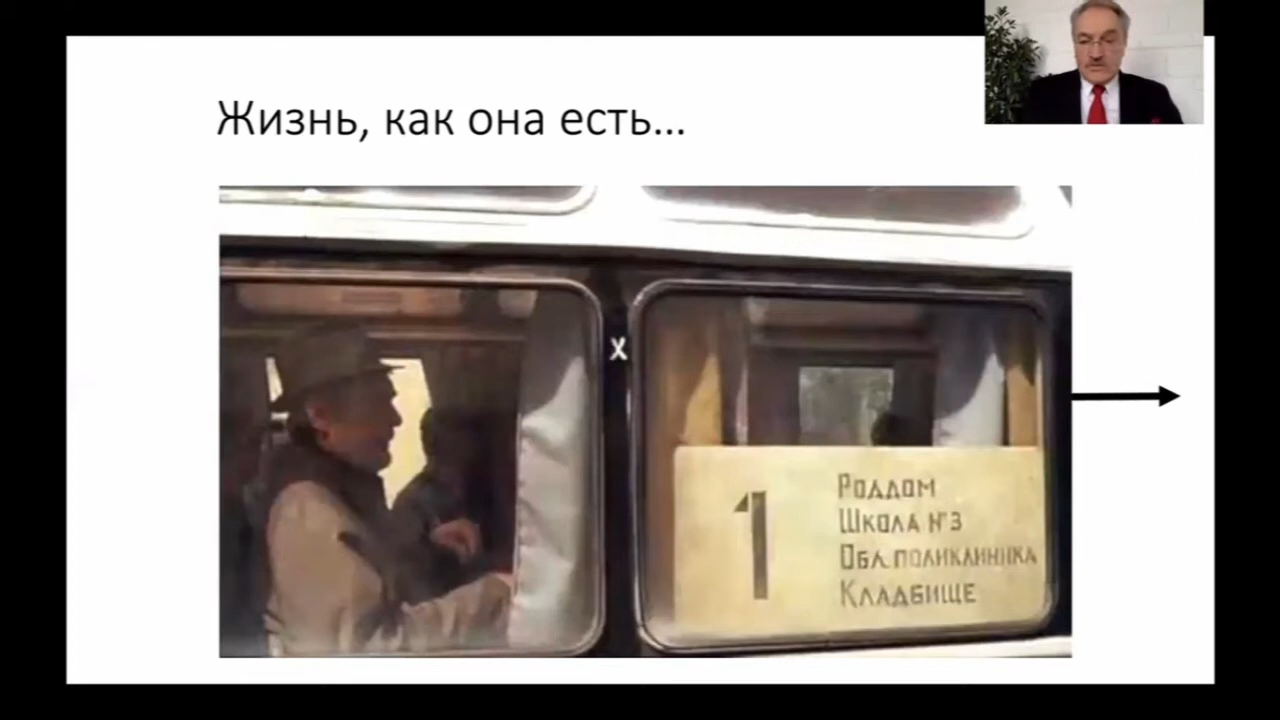 Жизнь, как она есть...
х
1
Роддом
Школа №3
Обл.поликлиника
Кладбище